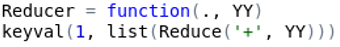 Reducer = function(., YY)
keyval(1, list(Reduce('+', YY)))